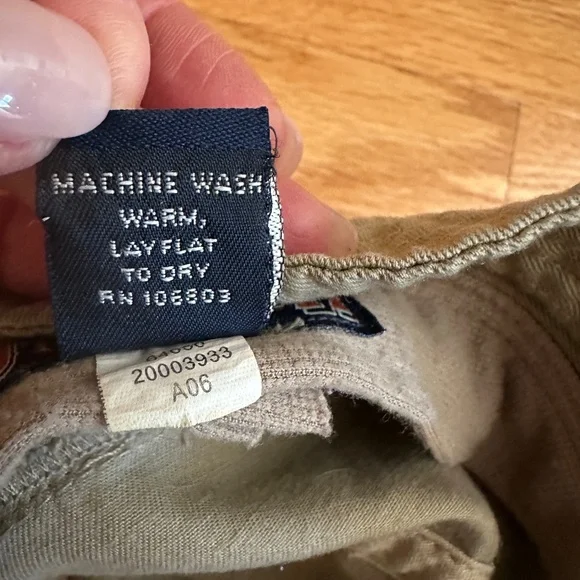 MACHINE WASH
WARM,
LAY FLAT
TO DRY
RN 106803
20003933
A06